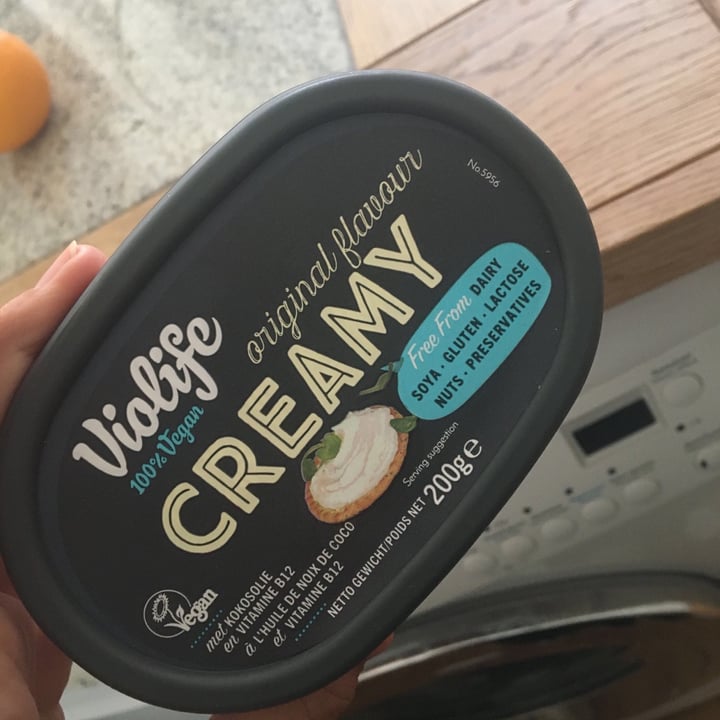 No.5956
original flavour
CREAMY
Violife
100% Vegan
Free From DAIRY
SOYA · GLUTEN · LACTOSE
NUTS · PRESERVATIVES
Serving suggestion
NETTO GEWICHT/POIDS NET 200g ℮
met KOKOSOLIE
en VITAMINE B12
à L'HUILE DE NOIX DE COCO
et VITAMINE B12
Vegan